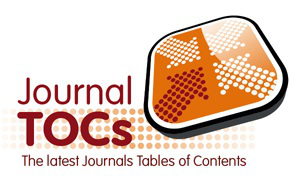 Journal
TOCs
The latest Journals Tables of Contents